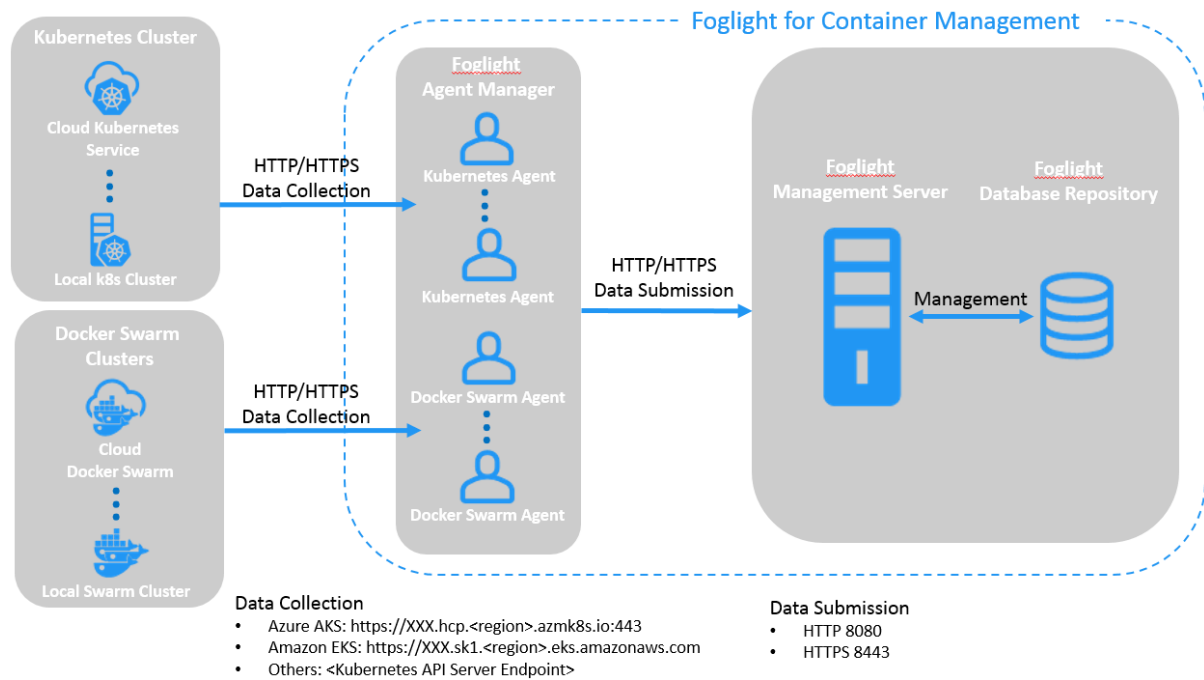 Foglight for Container Management
Kubernetes Cluster
Cloud Kubernetes
Service
Local k8s Cluster
Docker Swarm
Clusters
Cloud
Docker Swarm
Local Swarm Cluster
HTTP/HTTPS
Data Collection
HTTP/HTTPS
Data Collection
Foglight
Agent Manager
Kubernetes Agent
Kubernetes Agent
Docker Swarm Agent
Docker Swarm Agent
HTTP/HTTPS
Data Submission
Foglight
Management Server
Foglight
Database Repository
Management
Data Collection
• Azure AKS: https://XXX.hcp.<region>.azmk8s.io:443
• Amazon EKS: https://XXX.sk1.<region>.eks.amazonaws.com
• Others: <Kubernetes API Server Endpoint>
Data Submission
• HTTP 8080
• HTTPS 8443